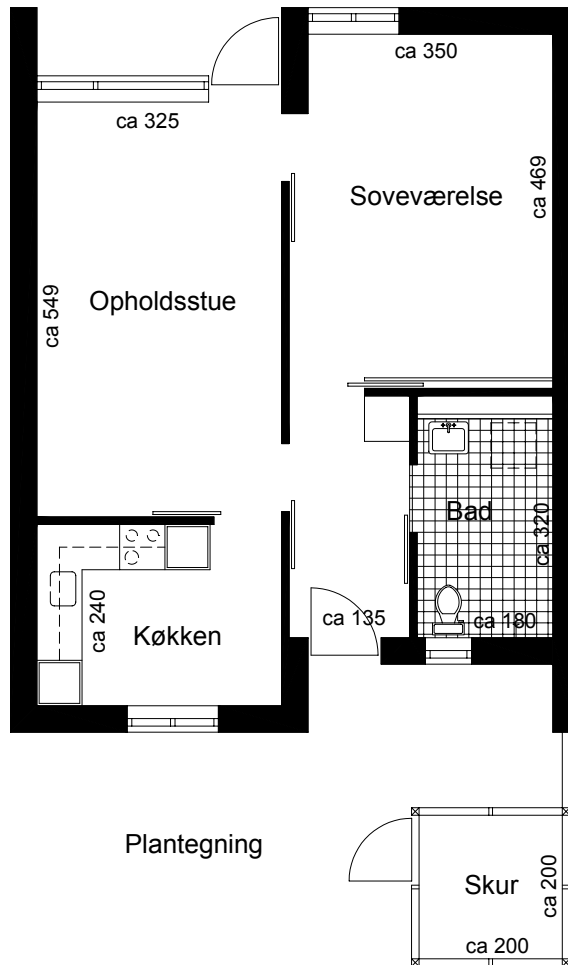 ca 350
ca 325
ca 469
Soveværelse
ca 549
Opholdsstue
Bad
ca 320
ca 240
ca 135
ca 180
Køkken
Plantegning
Skur
ca 200
ca 200